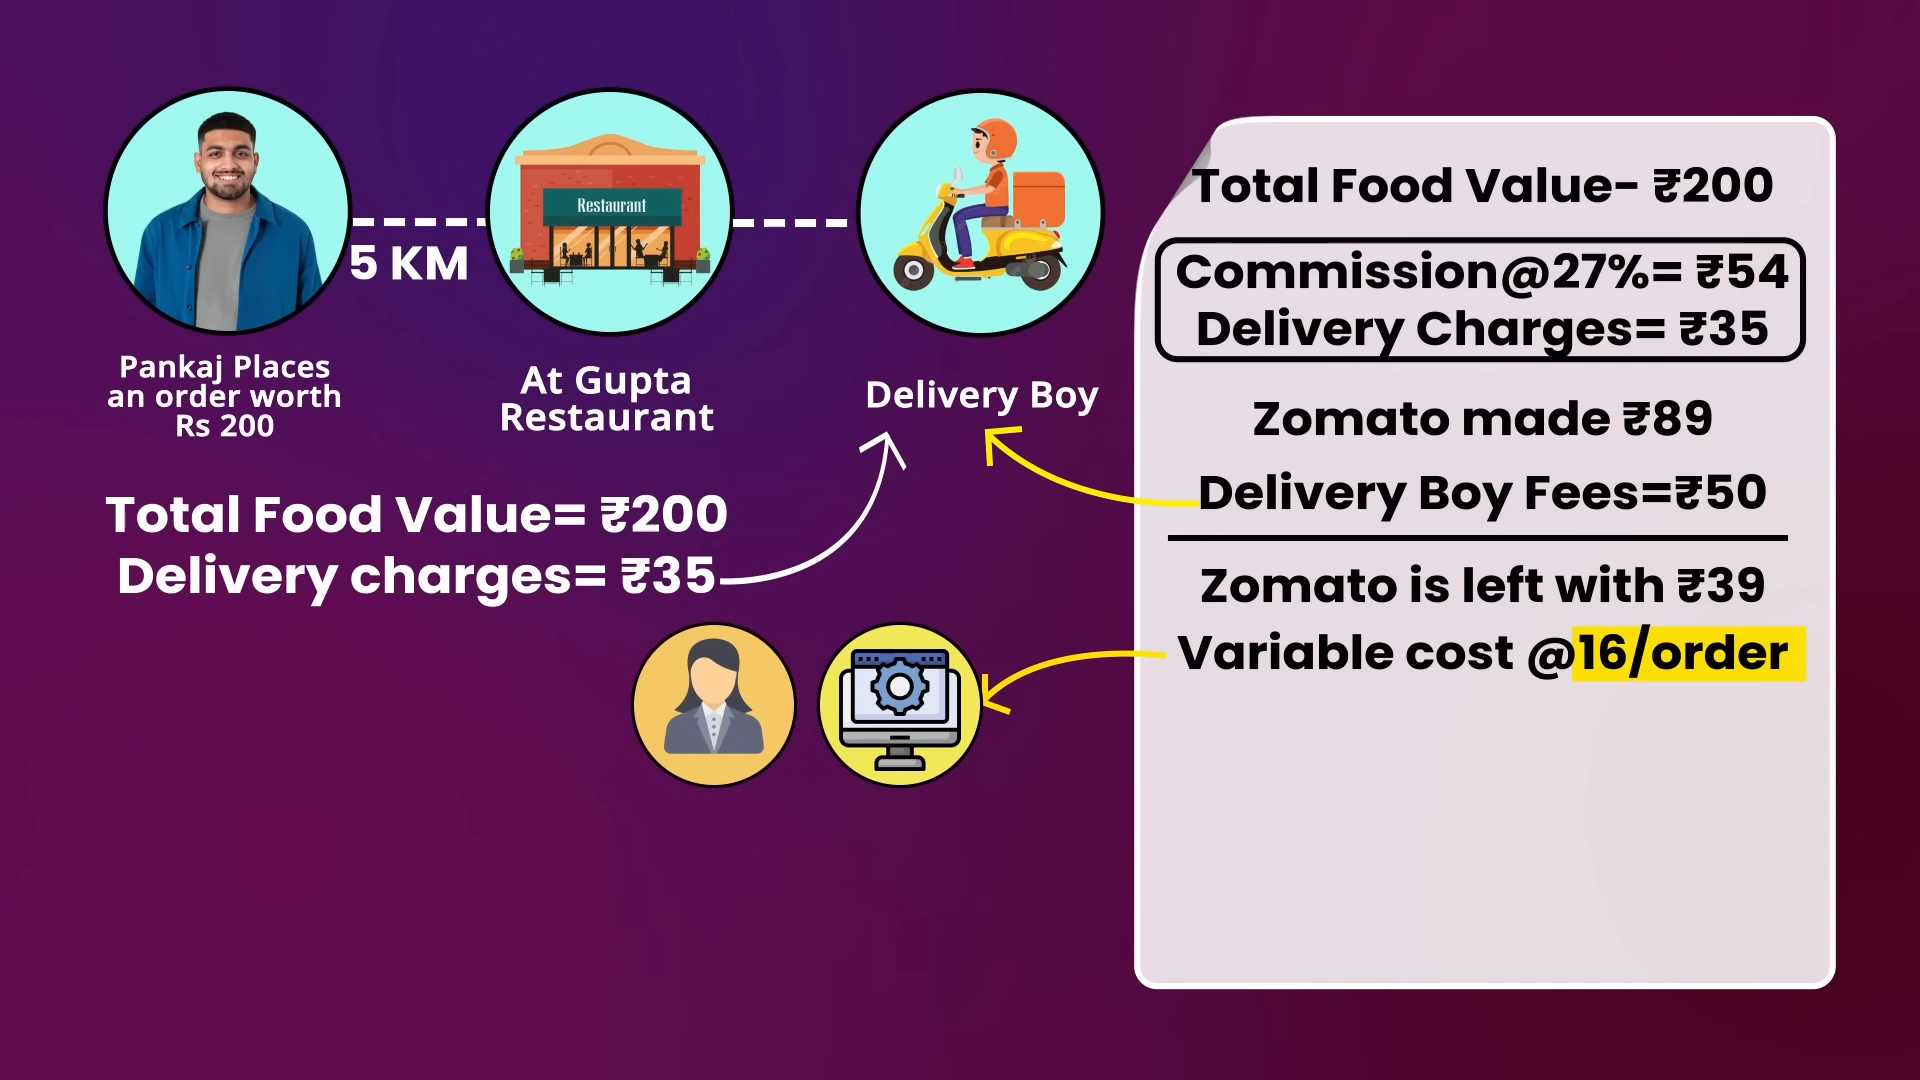 Restaurant
5 KM
Pankaj Places
an order worth
Rs 200
At Gupta
Restaurant
Delivery Boy
Total Food Value= ₹200
Delivery charges= ₹35
Total Food Value- ₹200
Commission@27%= ₹54
Delivery Charges= ₹35
Zomato made ₹89
Delivery Boy Fees=₹50
Zomato is left with ₹39
Variable cost @16/order